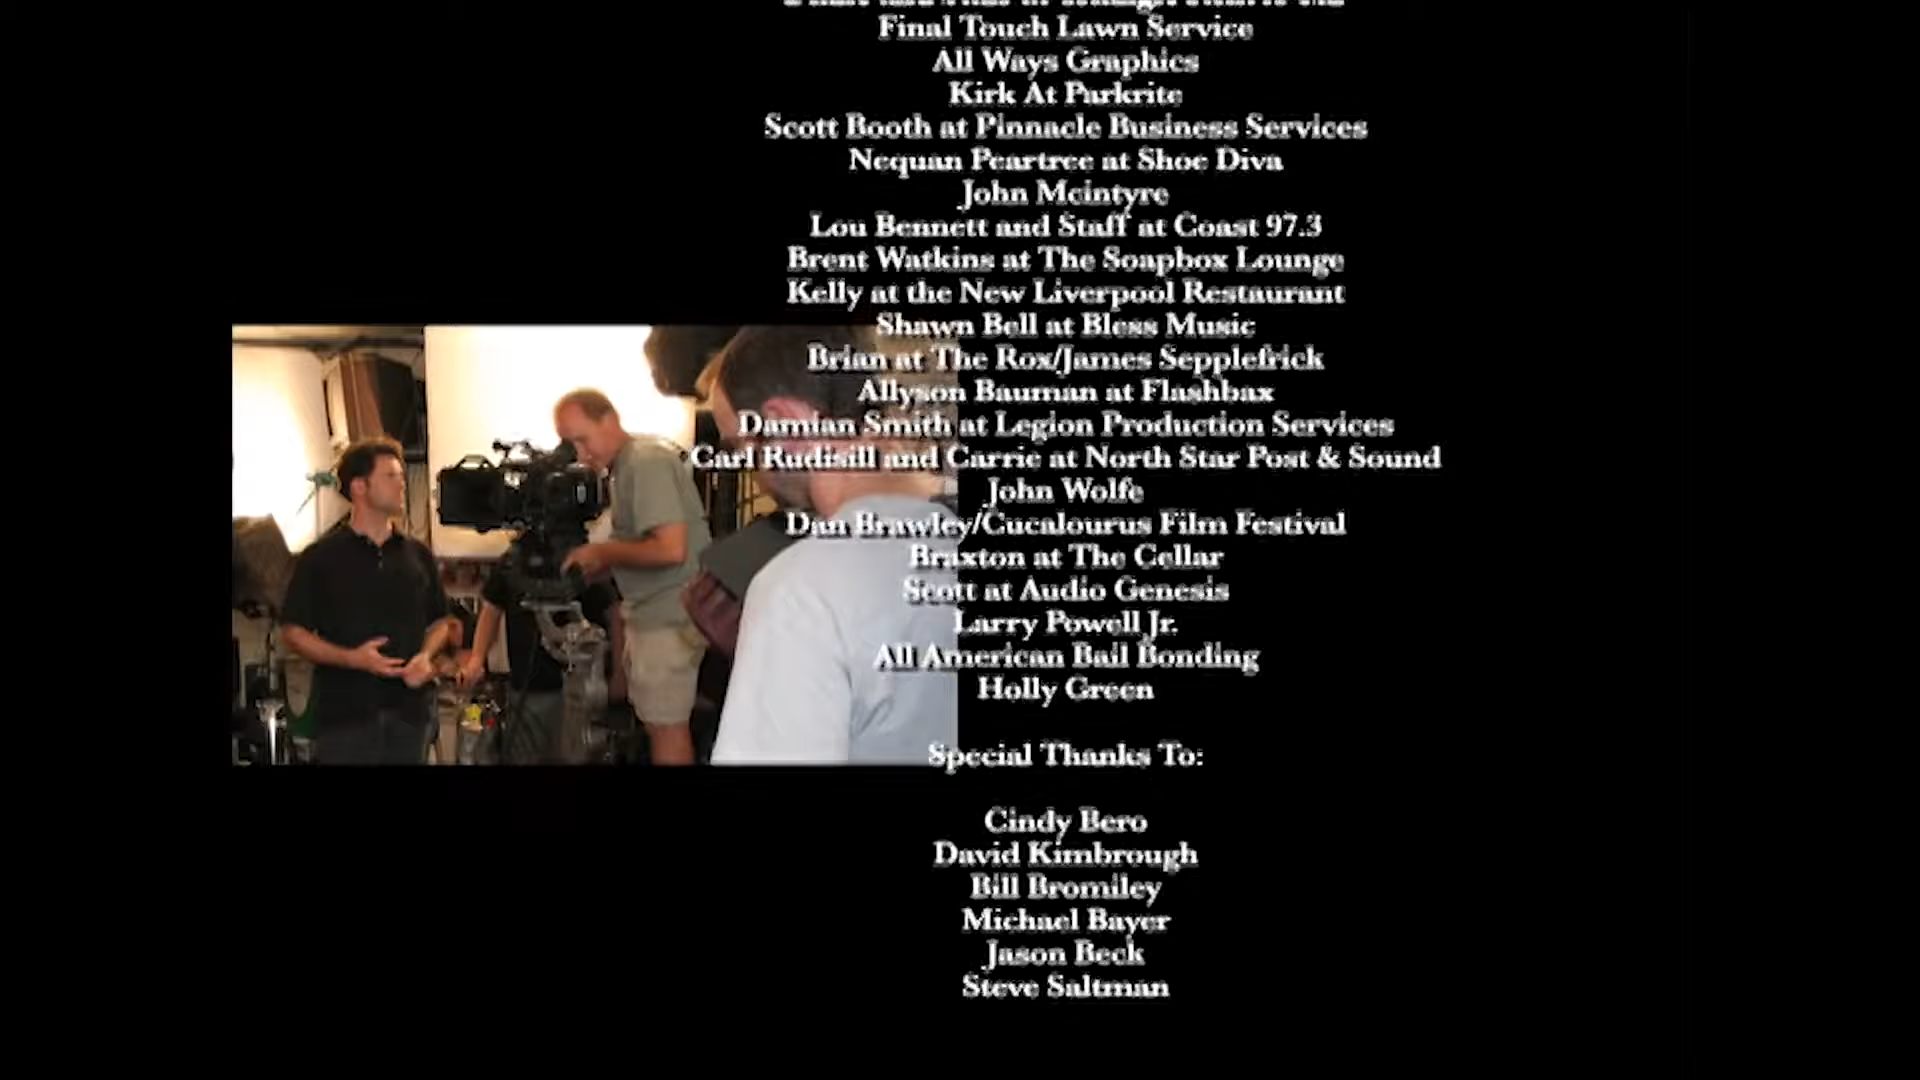 Final Touch Lawn Service
All Ways Graphics
Kirk At Parkrite
Scott Booth at Pinnacle Business Services
Nequan Peartree at Shoe Diva
John Mcintyre
Lou Bennett and Staff at Coast 97.3
Brent Watkins at The Soapbox Lounge
Kelly at the New Liverpool Restaurant
Shawn Bell at Bless Music
Brian at The Rox/James Sepplefrick
Allyson Bauman at Flashbax
Damian Smith at Legion Production Services
Carl Rudisill and Carrie at North Star Post & Sound
John Wolfe
Dan Brawley/Cucalourus Film Festival
Braxton at The Cellar
Scott at Audio Genesis
Larry Powell Jr.
All American Bail Bonding
Holly Green
Special Thanks To:
Cindy Bero
David Kimbrough
Bill Bromiley
Michael Bayer
Jason Beck
Steve Saltman